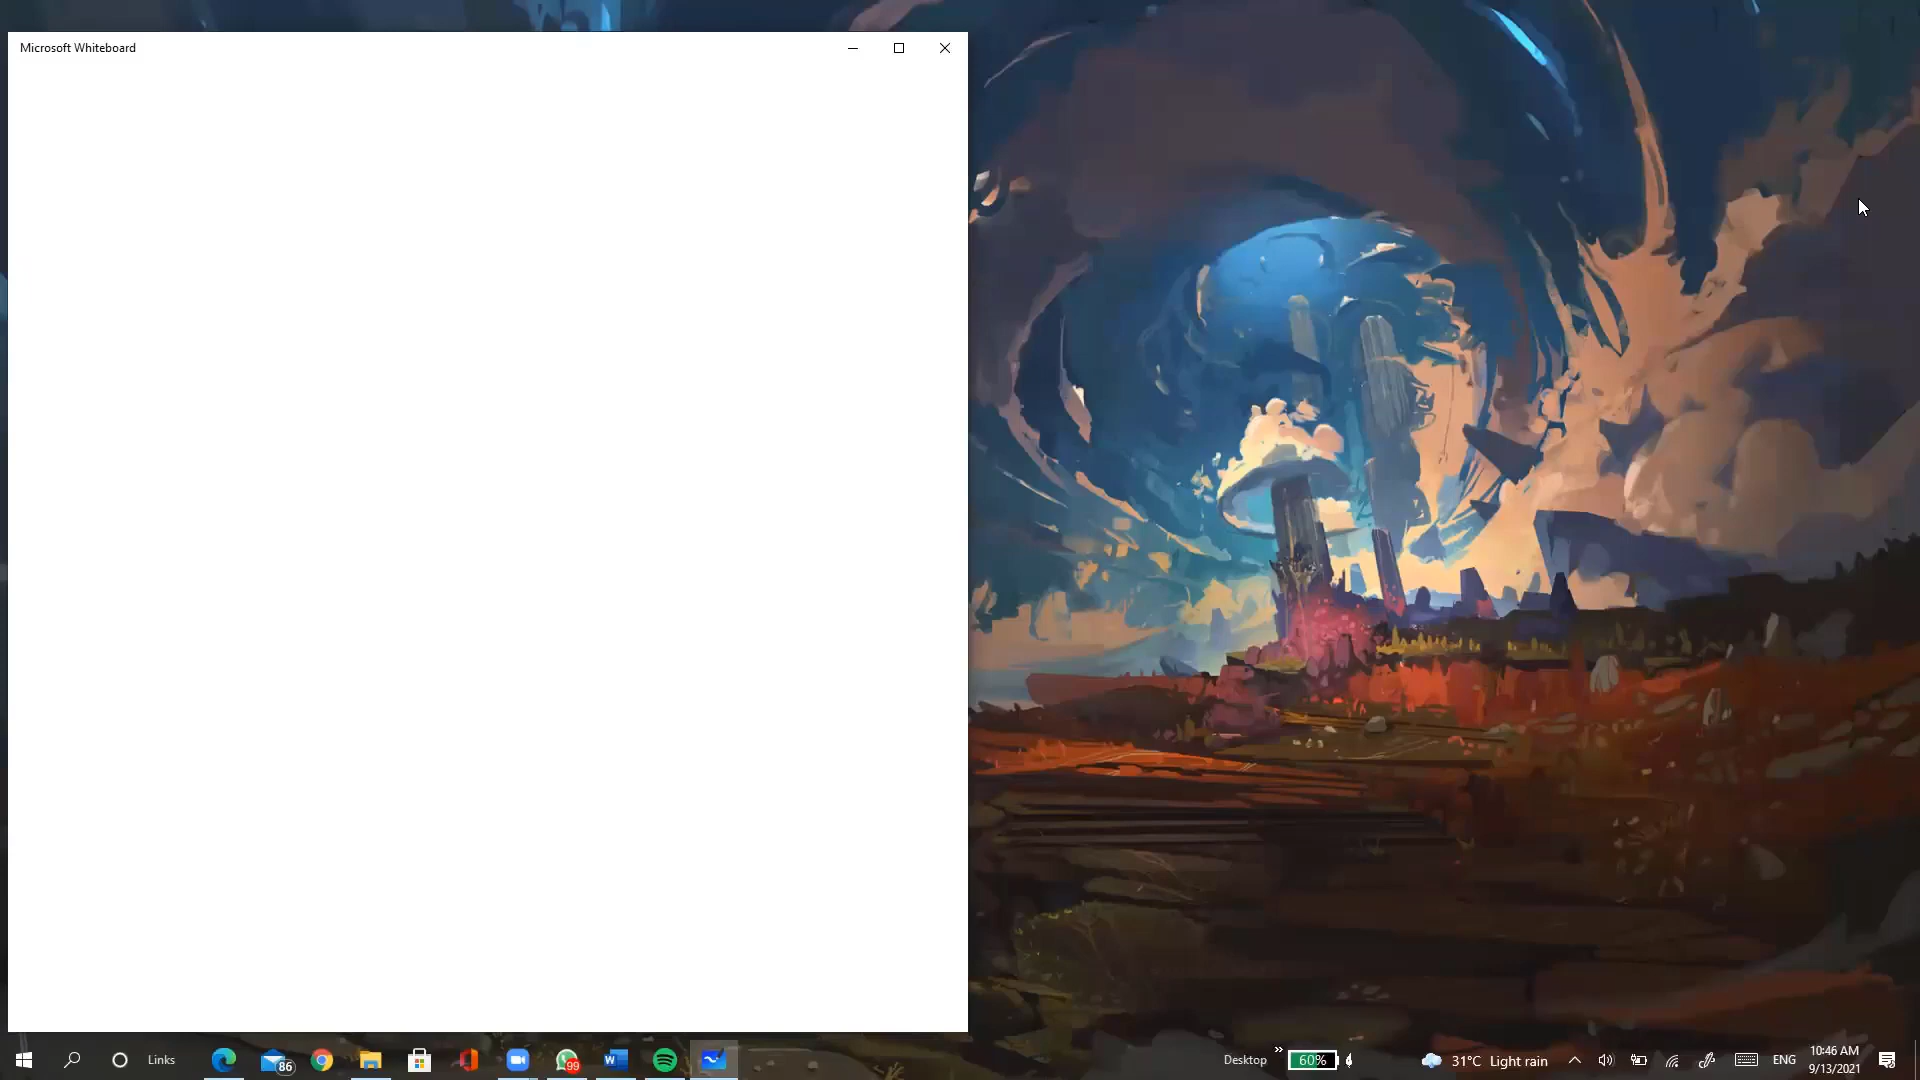 Microsoft Whiteboard
Links
86
99
Desktop
60%
31°C Light rain
ENG
10:46 AM
9/13/2021